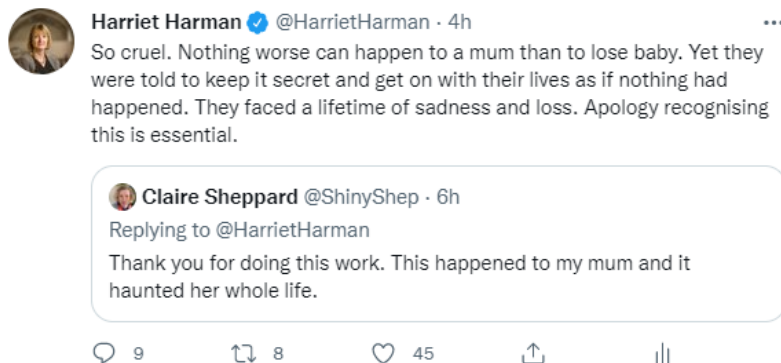 Harriet Harman @HarrietHarman · 4h
So cruel. Nothing worse can happen to a mum than to lose baby. Yet they
were told to keep it secret and get on with their lives as if nothing had
happened. They faced a lifetime of sadness and loss. Apology recognising
this is essential.
Claire Sheppard @ShinyShep · 6h
Replying to @HarrietHarman
Thank you for doing this work. This happened to my mum and it
haunted her whole life.
9 8 45